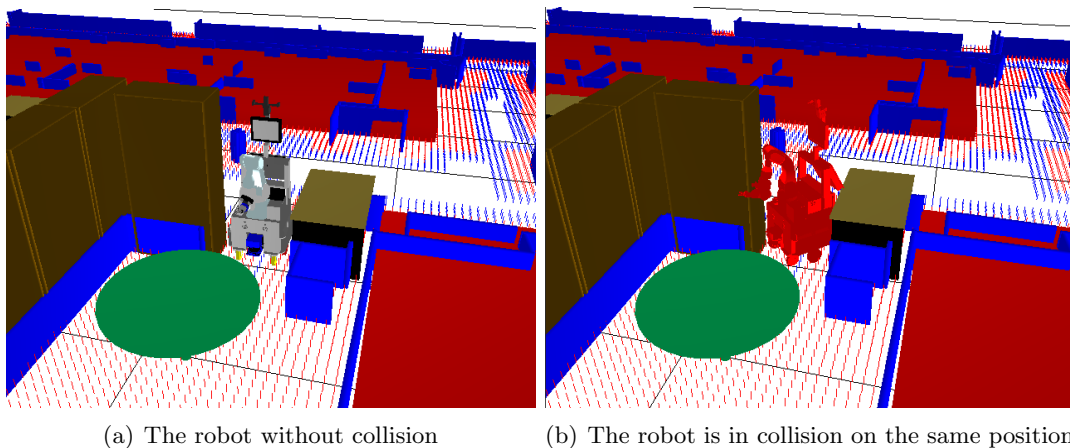 (a) The robot without collision
(b) The robot is in collision on the same position